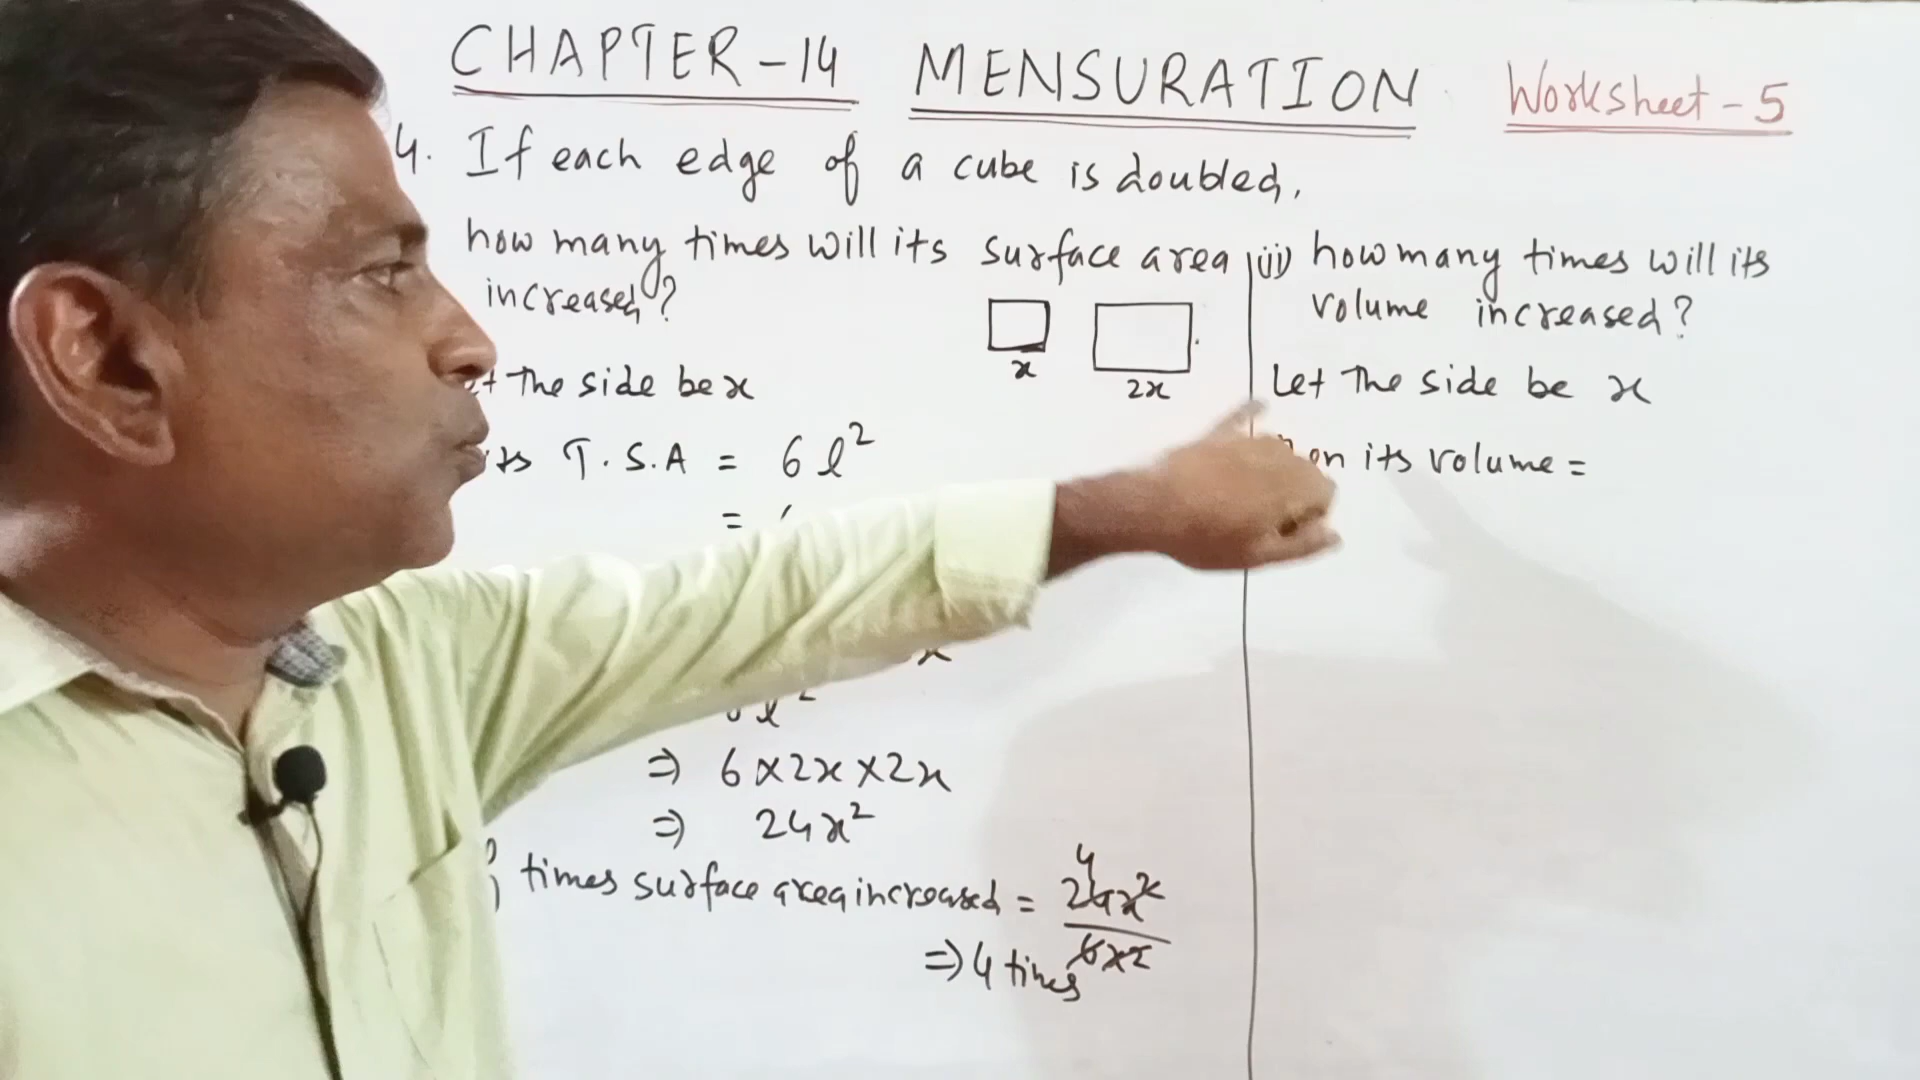 CHAPTER-14 MENSURATION Worksheet-5
4. If each edge of a cube is doubled,
how many times will its surface area
increased?
x
2x
the side be x
its T.S.A = 6l²
=
x
l²
⇒ 6×2x×2x
⇒ 24x²
times surface area increased = 24x²/6x² 4
⇒ 4 times
ii) how many times will its
volume increased?
Let the side be x
its volume =